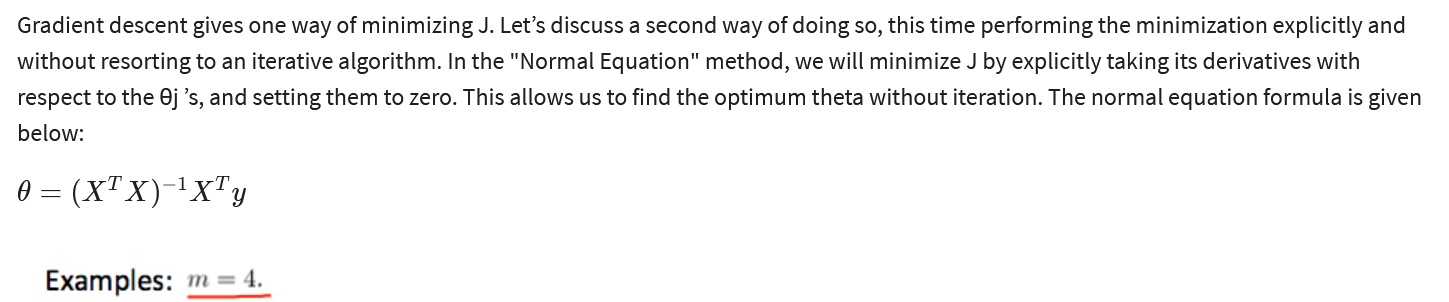 Gradient descent gives one way of minimizing J. Let’s discuss a second way of doing so, this time performing the minimization explicitly and
without resorting to an iterative algorithm. In the "Normal Equation" method, we will minimize J by explicitly taking its derivatives with
respect to the θj ’s, and setting them to zero. This allows us to find the optimum theta without iteration. The normal equation formula is given
below:
θ = (XᵀX)⁻¹Xᵀy
Examples: m = 4.